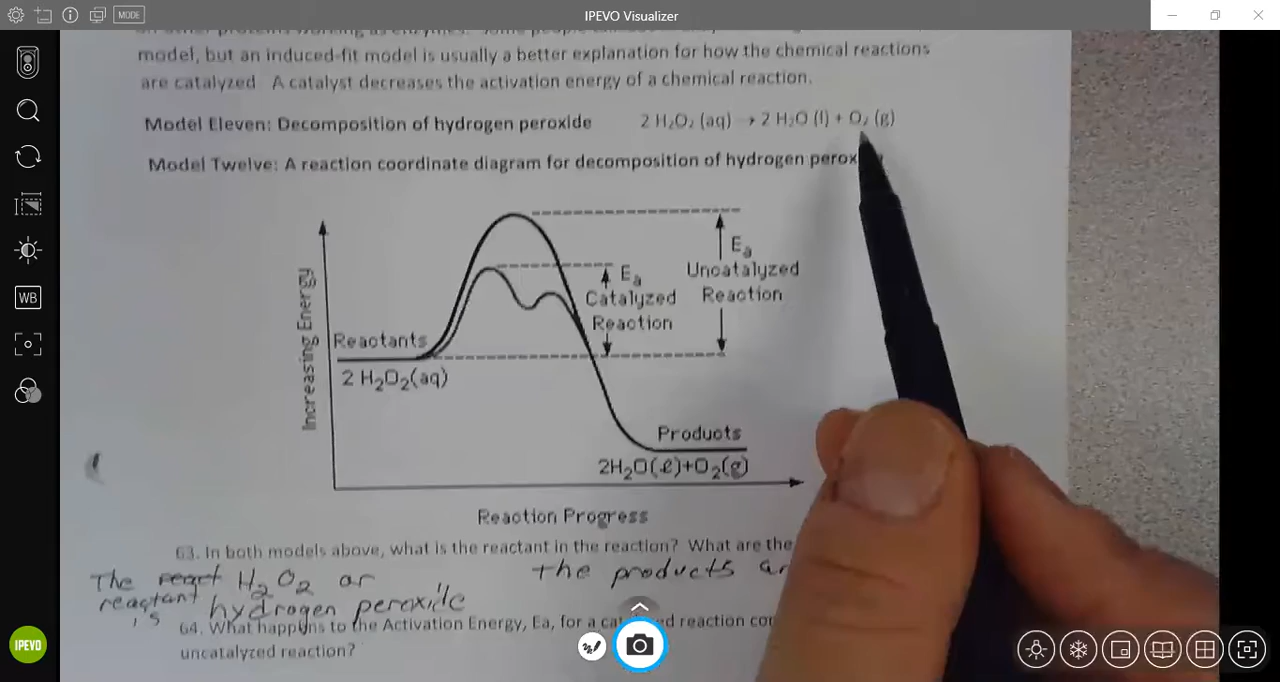 IPEVO Visualizer
MODE
model, but an induced-fit model is usually a better explanation for how the chemical reactions
are catalyzed A catalyst decreases the activation energy of a chemical reaction.
Model Eleven: Decomposition of hydrogen peroxide 2 H₂O₂ (aq) → 2 H₂O (l) + O₂ (g)
Model Twelve: A reaction coordinate diagram for decomposition of hydrogen
Eₐ
Uncatalyzed
Reaction
Eₐ
Catalyzed
Reaction
Increasing Energy
Reactants
2 H₂O₂(aq)
Products
2H₂O(ℓ)+O₂(g)
Reaction Progress
63. In both models above, what is the reactant in the reaction? What are the
The react H₂O₂ or the products
reactant is hydrogen peroxide
64. What happens to the Activation Energy, Ea, for a reaction
uncatalyzed reaction?
WB
IPEVO